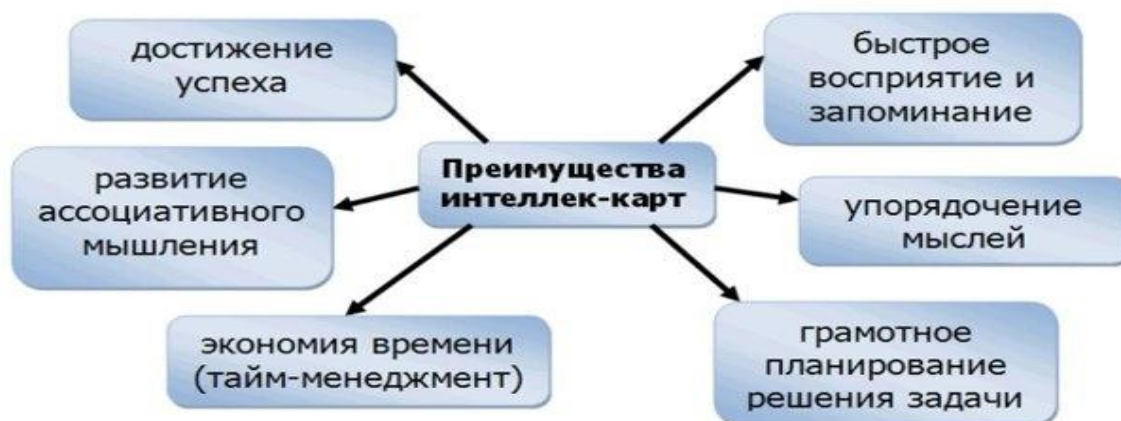 достижение
успеха
быстрое
восприятие и
запоминание
Преимущества
интеллек-карт
развитие
ассоциативного
мышления
упорядочение
мыслей
экономия времени
(тайм-менеджмент)
грамотное
планирование
решения задачи